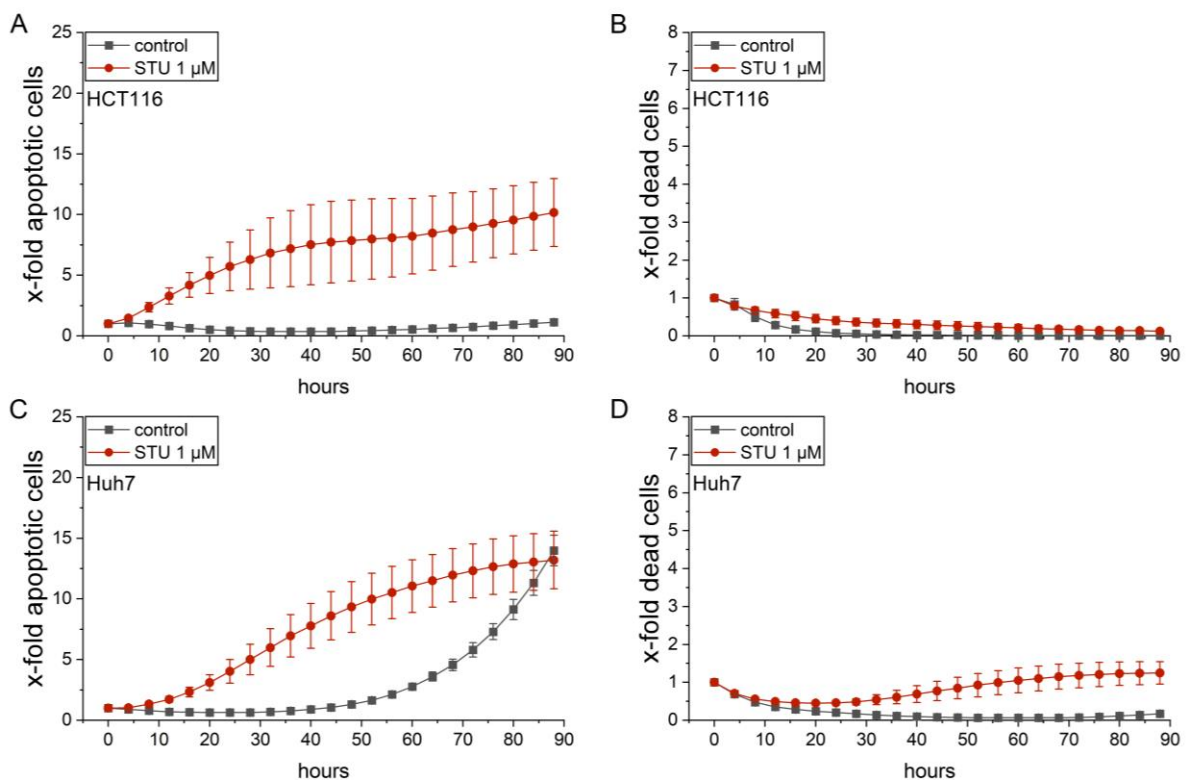 A
25
20
15
10
5
0
x-fold apoptotic cells
control
STU 1 µM
HCT116
0 10 20 30 40 50 60 70 80 90
hours
B
8
7
6
5
4
3
2
1
0
x-fold dead cells
control
STU 1 µM
HCT116
0 10 20 30 40 50 60 70 80 90
hours
C
25
20
15
10
5
0
x-fold apoptotic cells
control
STU 1 µM
Huh7
0 10 20 30 40 50 60 70 80 90
hours
D
8
7
6
5
4
3
2
1
0
x-fold dead cells
control
STU 1 µM
Huh7
0 10 20 30 40 50 60 70 80 90
hours